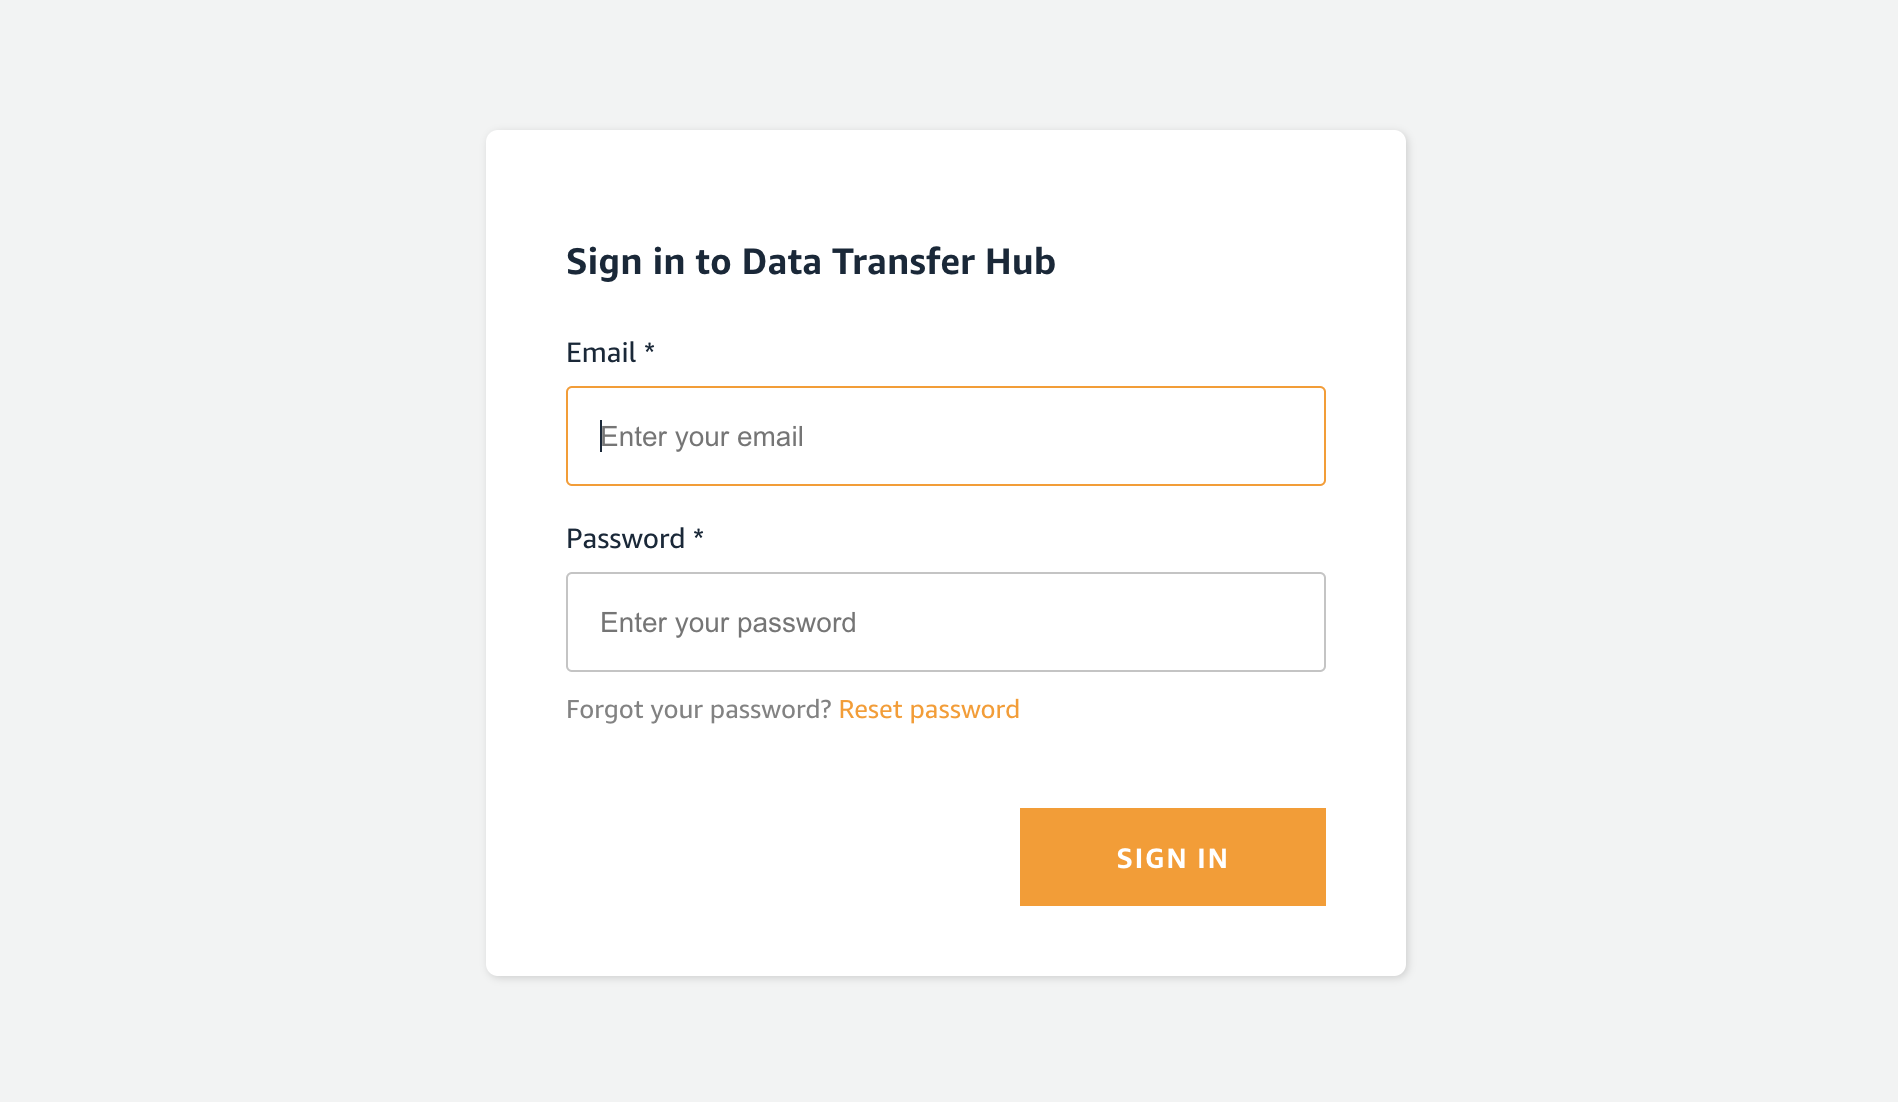 Sign in to Data Transfer Hub
Email *
Enter your email
Password *
Enter your password
Forgot your password? Reset password
SIGN IN